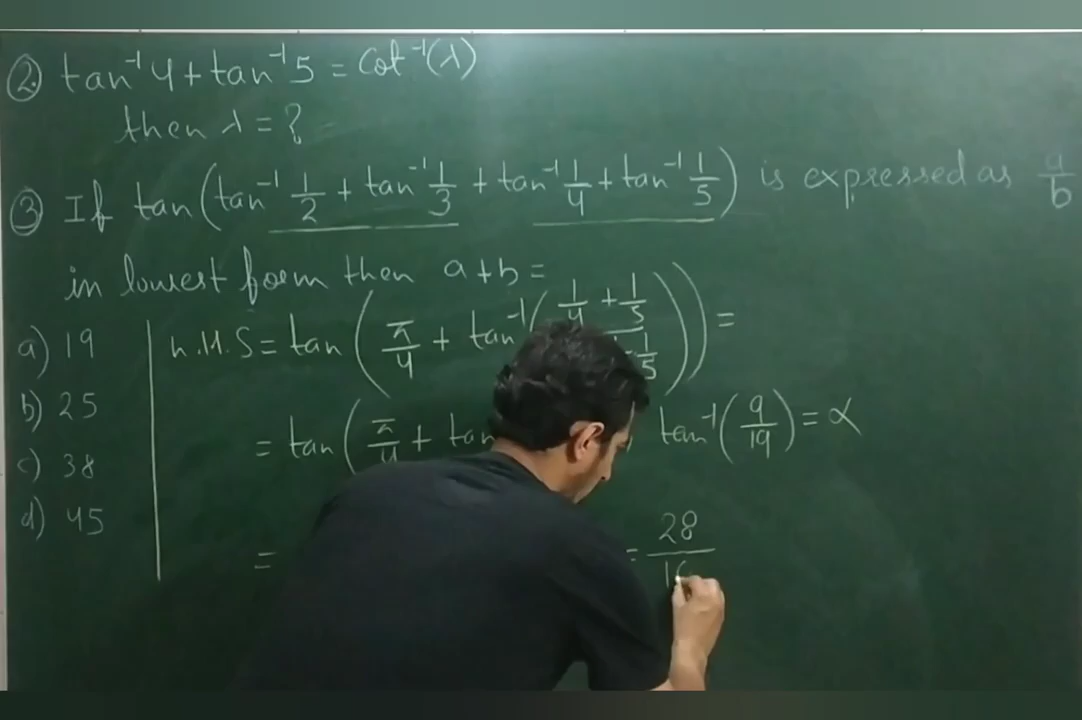 ② tan⁻¹4 + tan⁻¹5 = Cot⁻¹(λ)
then λ = ?
③ If tan(tan⁻¹ 1/2 + tan⁻¹ 1/3 + tan⁻¹ 1/4 + tan⁻¹ 1/5) is expressed as a/b
in lowest form then a+b =
a) 19
b) 25
c) 38
d) 45
L.H.S = tan(π/4 + tan⁻¹(1/4 + 1/5 1/5)) =
= tan(π/4 + tan tan⁻¹(9/19) = α
= = 28/1